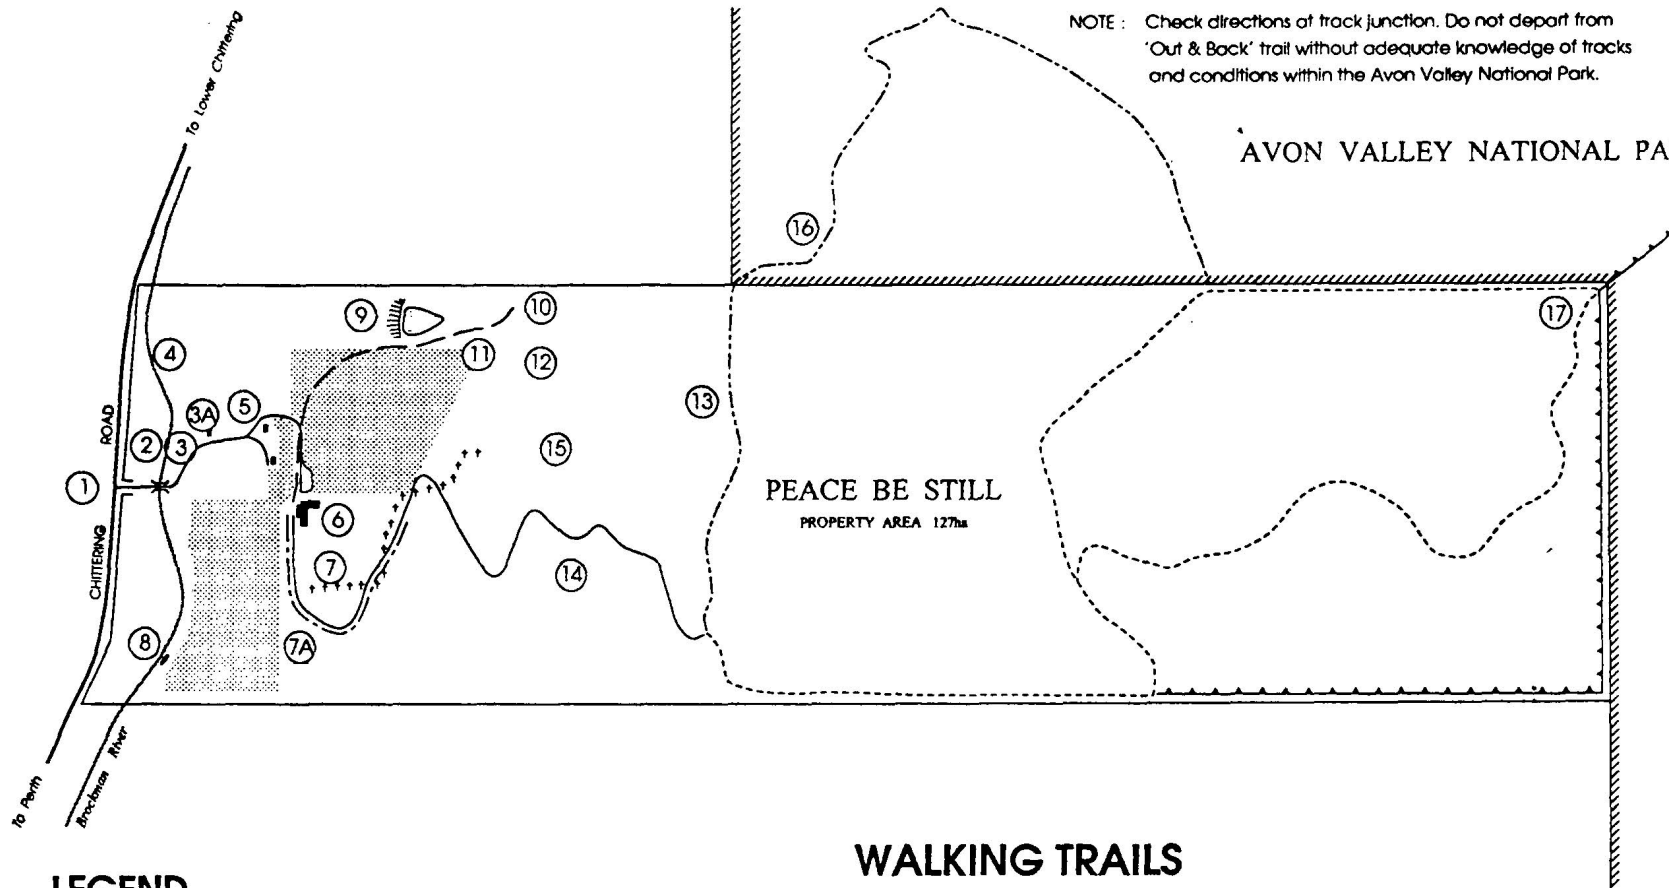 NOTE : Check directions at track junction. Do not depart from
'Out & Back' trail without adequate knowledge of tracks
and conditions within the Avon Valley National Park.
AVON VALLEY NATIONAL PA
To Lower Chittering
16
9
10
17
4
11
12
3A
5
13
ROAD
2
3
15
1
PEACE BE STILL
PROPERTY AREA 127ha
6
CHITTERING
7
14
8
7A
To Perth
Brockman River
WALKING TRAILS
LEGEND